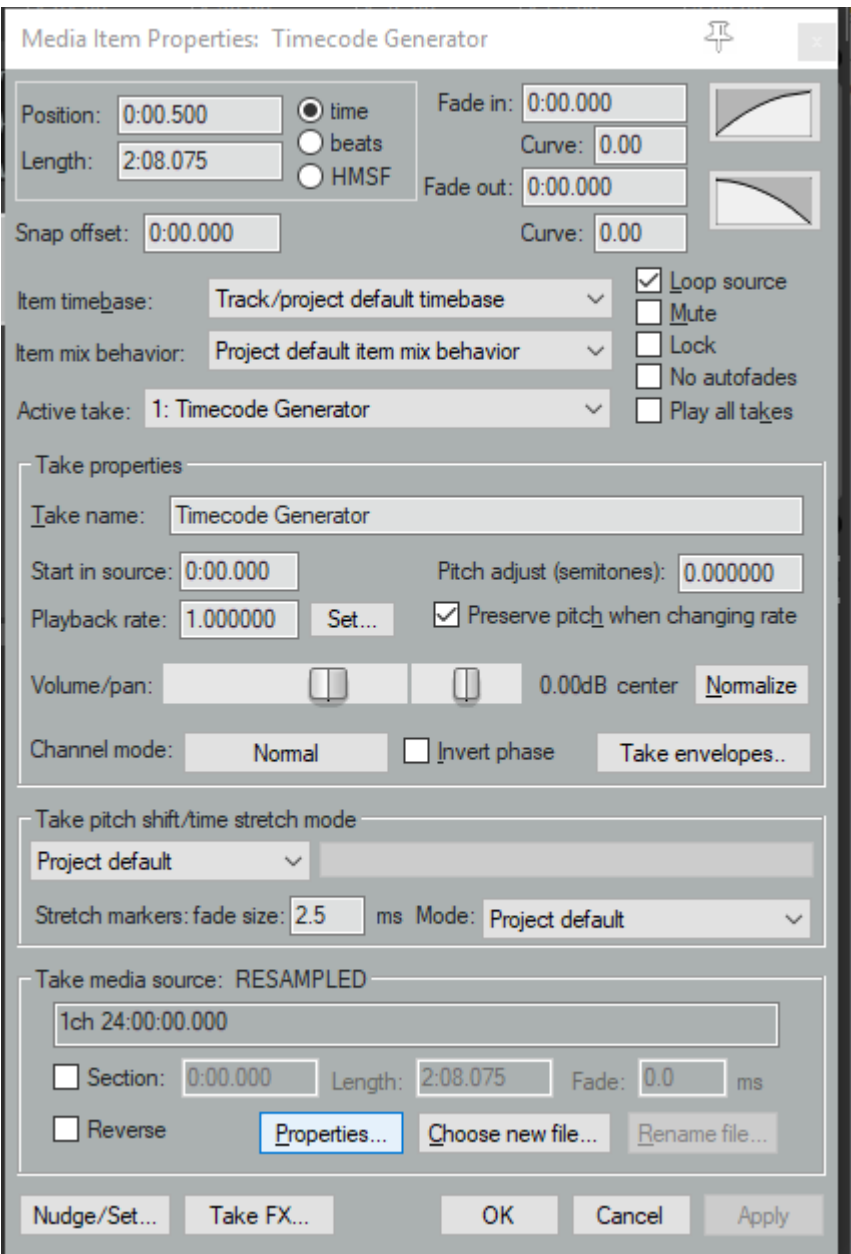 Media Item Properties: Timecode Generator
x
Position: 0:00.500
time
Fade in: 0:00.000
beats
Curve: 0.00
Length: 2:08.075
HMSF
Fade out: 0:00.000
Snap offset: 0:00.000
Curve: 0.00
Item timebase: Track/project default timebase
Loop source
Mute
Item mix behavior: Project default item mix behavior
Lock
No autofades
Active take: 1: Timecode Generator
Play all takes
Take properties
Take name: Timecode Generator
Start in source: 0:00.000
Pitch adjust (semitones): 0.000000
Playback rate: 1.000000 Set...
Preserve pitch when changing rate
Volume/pan: 0.00dB center Normalize
Channel mode: Normal Invert phase Take envelopes..
Take pitch shift/time stretch mode
Project default
Stretch markers: fade size: 2.5 ms Mode: Project default
Take media source: RESAMPLED
1ch 24:00:00.000
Section: 0:00.000 Length: 2:08.075 Fade: 0.0 ms
Reverse Properties... Choose new file... Rename file...
Nudge/Set... Take FX... OK Cancel Apply